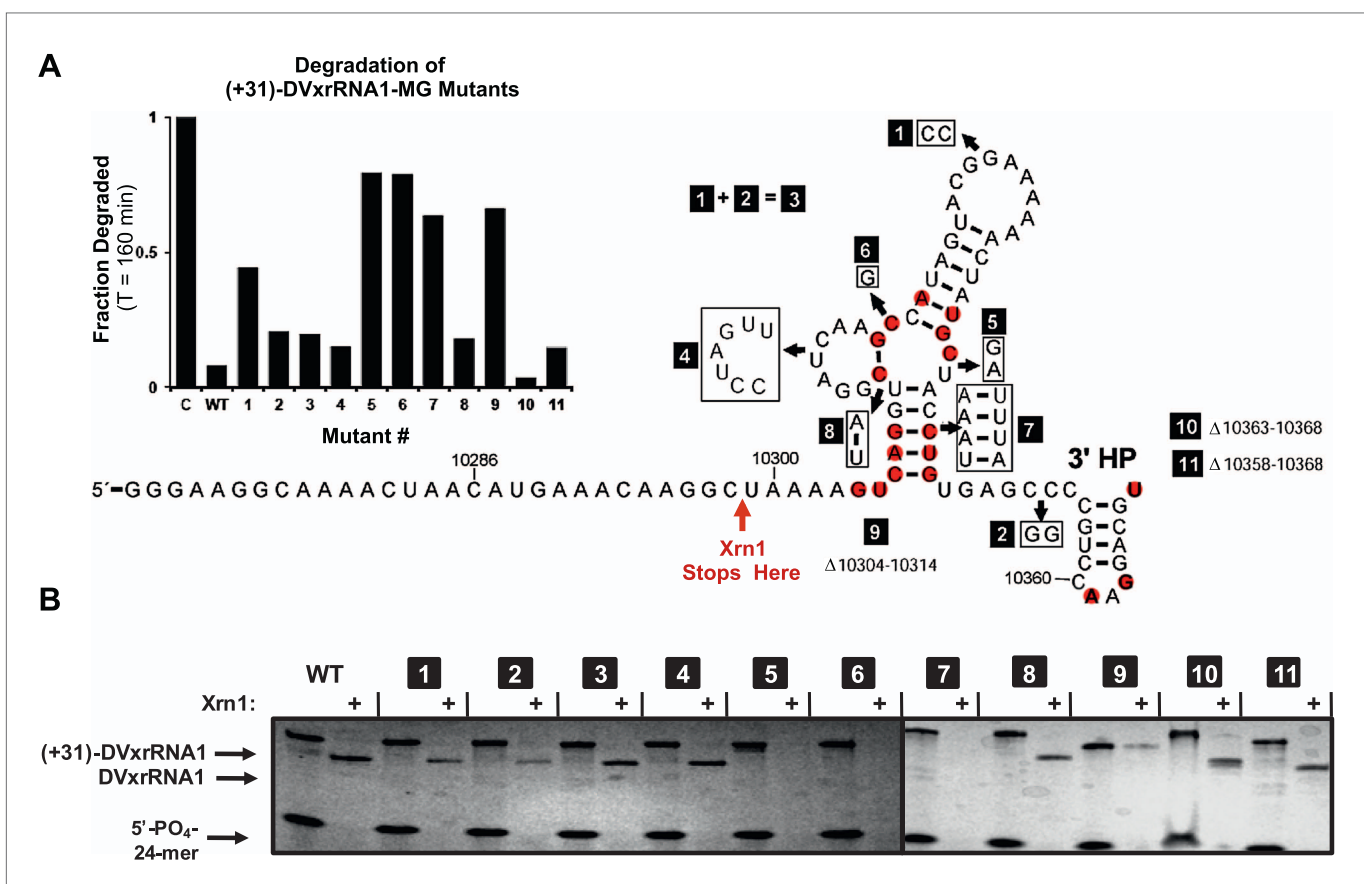 A
Degradation of
(+31)-DVxrRNA1-MG Mutants
Fraction Degraded
(T = 160 min)
1
0.5
0
C WT 1 2 3 4 5 6 7 8 9 10 11
Mutant #
1 + 2 = 3
1 CC
6
G
5
G
A
4
AGUU
UCC
8
A
U
7
A U
A U
A U
U A
10 Δ10363-10368
11 Δ10358-10368
3' HP
10286
10300
5´-GGGAAGGCAAAACUAACAUGAAACAAGGCUAAAAGU
UGAGCCC
U
Xrn1
Stops Here
9
Δ10304-10314
2 GG
10360
B
WT 1 2 3 4 5 6 7 8 9 10 11
Xrn1: + + + + + + + + + + + +
(+31)-DVxrRNA1
DVxrRNA1
5'-PO4-
24-mer